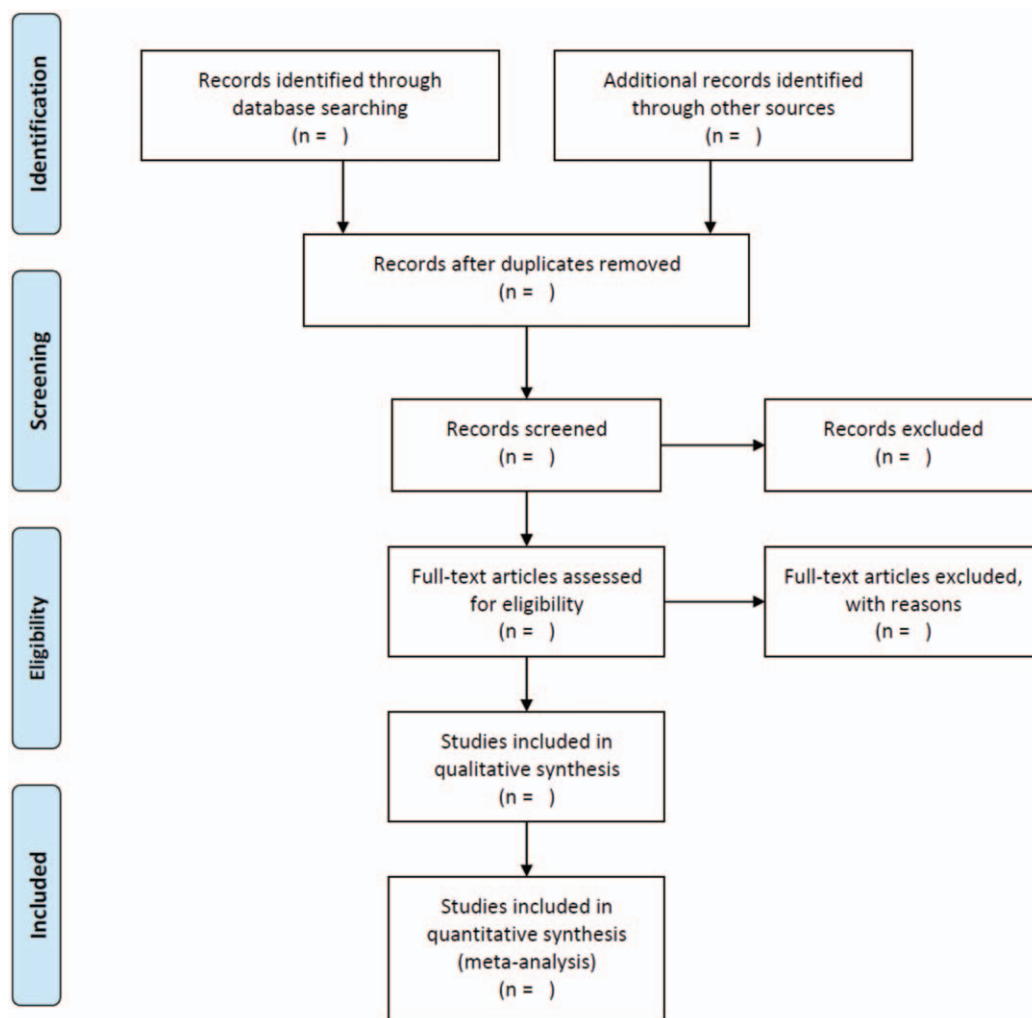 Identification
Records identified through
database searching
(n =   )
Additional records identified
through other sources
(n =   )
Records after duplicates removed
(n =   )
Screening
Records screened
(n =   )
Records excluded
(n =   )
Eligibility
Full-text articles assessed
for eligibility
(n =   )
Full-text articles excluded,
with reasons
(n =   )
Studies included in
qualitative synthesis
(n =   )
Included
Studies included in
quantitative synthesis
(meta-analysis)
(n =   )